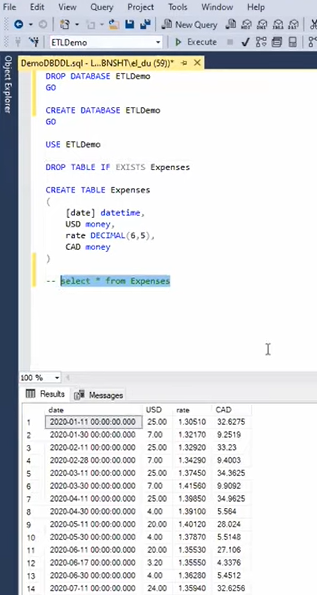 File Edit View Query Project Tools Window Help
New Query
ETLDemo
Execute
Object Explorer
DemoDBDDL.sql - L...BNSHT\el_du (59))*
DROP DATABASE ETLDemo
GO
CREATE DATABASE ETLDemo
GO
USE ETLDemo
DROP TABLE IF EXISTS Expenses
CREATE TABLE Expenses
(
[date] datetime,
USD money,
rate DECIMAL(6,5),
CAD money
)
-- select * from Expenses
100 %
Results Messages
date USD rate CAD
1 2020-01-11 00:00:00.000 25.00 1.30510 32.6275
2 2020-01-30 00:00:00.000 7.00 1.32170 9.2519
3 2020-02-11 00:00:00.000 25.00 1.32920 33.23
4 2020-02-28 00:00:00.000 7.00 1.34290 9.4003
5 2020-03-11 00:00:00.000 25.00 1.37450 34.3625
6 2020-03-30 00:00:00.000 7.00 1.41560 9.9092
7 2020-04-11 00:00:00.000 25.00 1.39850 34.9625
8 2020-04-30 00:00:00.000 4.00 1.39100 5.564
9 2020-05-11 00:00:00.000 20.00 1.40120 28.024
10 2020-05-30 00:00:00.000 4.00 1.37870 5.5148
11 2020-06-11 00:00:00.000 20.00 1.35530 27.106
12 2020-06-17 00:00:00.000 3.20 1.35550 4.3376
13 2020-06-30 00:00:00.000 4.00 1.36280 5.4512
14 2020-07-11 00:00:00.000 24.00 1.35940 32.6256